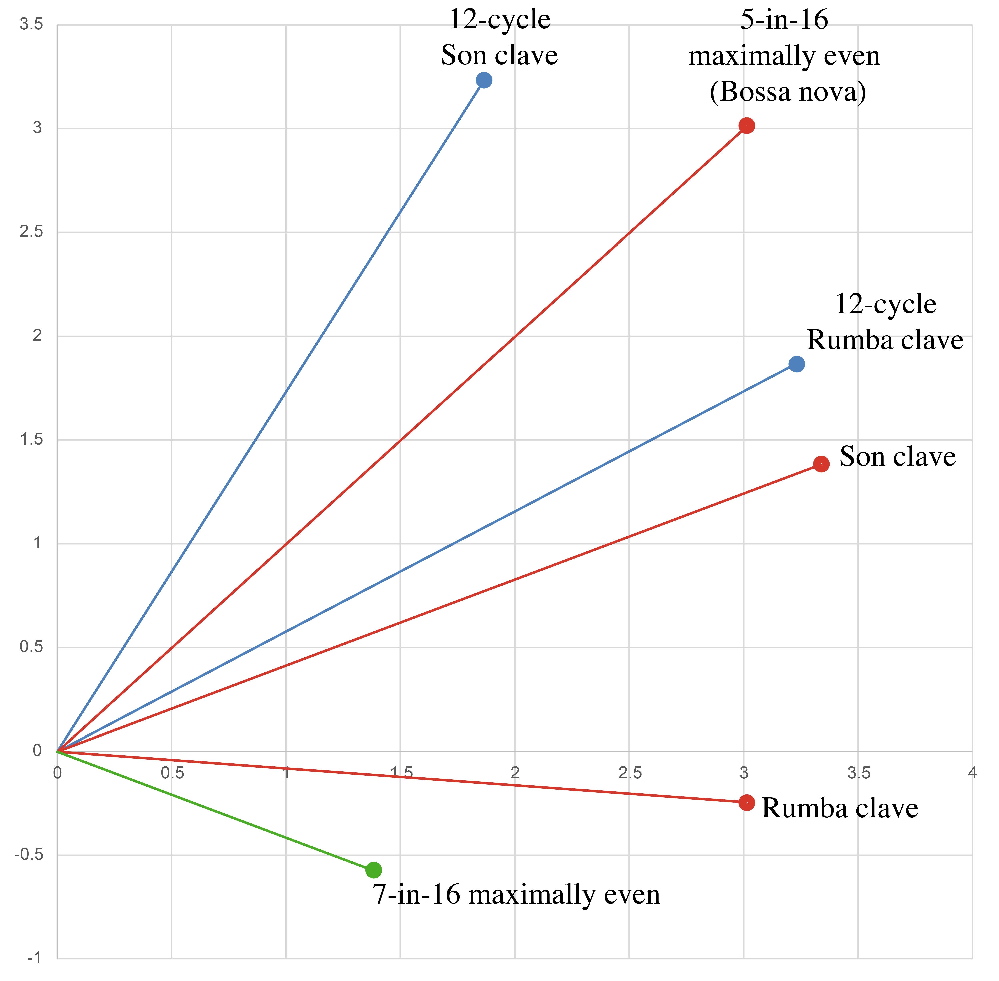 3.5
12-cycle
Son clave
5-in-16
maximally even
(Bossa nova)
3
2.5
12-cycle
Rumba clave
2
1.5
Son clave
1
0.5
0
0 0.5 1 1.5 2 2.5 3 3.5 4
Rumba clave
-0.5
7-in-16 maximally even
-1